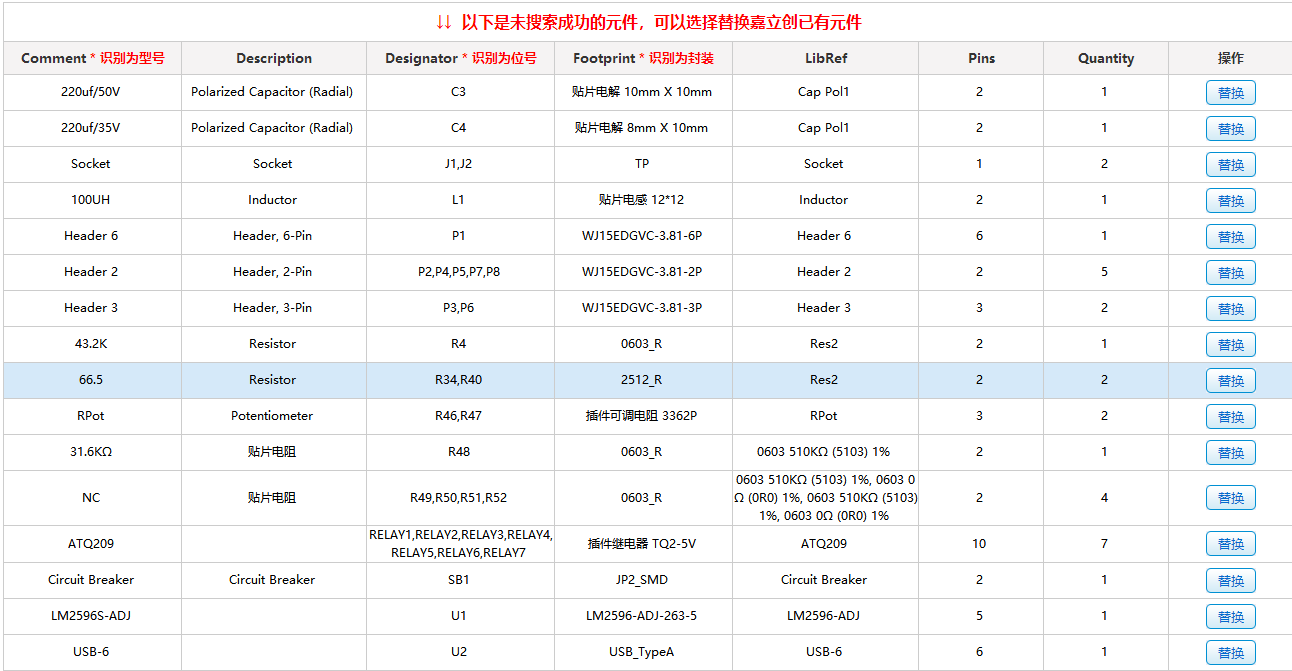 ↓↓ 以下是未搜索成功的元件，可以选择替换嘉立创已有元件
Comment * 识别为型号 Description Designator * 识别为位号 Footprint * 识别为封装 LibRef Pins Quantity 操作
220uf/50V Polarized Capacitor (Radial) C3 贴片电解 10mm X 10mm Cap Pol1 2 1 替换
220uf/35V Polarized Capacitor (Radial) C4 贴片电解 8mm X 10mm Cap Pol1 2 1 替换
Socket Socket J1,J2 TP Socket 1 2 替换
100UH Inductor L1 贴片电感 12*12 Inductor 2 1 替换
Header 6 Header, 6-Pin P1 WJ15EDGVC-3.81-6P Header 6 6 1 替换
Header 2 Header, 2-Pin P2,P4,P5,P7,P8 WJ15EDGVC-3.81-2P Header 2 2 5 替换
Header 3 Header, 3-Pin P3,P6 WJ15EDGVC-3.81-3P Header 3 3 2 替换
43.2K Resistor R4 0603_R Res2 2 1 替换
66.5 Resistor R34,R40 2512_R Res2 2 2 替换
RPot Potentiometer R46,R47 插件可调电阻 3362P RPot 3 2 替换
31.6KΩ 贴片电阻 R48 0603_R 0603 510KΩ (5103) 1% 2 1 替换
0603 510KΩ (5103) 1%, 0603 0
NC 贴片电阻 R49,R50,R51,R52 0603_R Ω (0R0) 1%, 0603 510KΩ (5103) 2 4 替换
1%, 0603 0Ω (0R0) 1%
RELAY1,RELAY2,RELAY3,RELAY4,
ATQ209 插件继电器 TQ2-5V ATQ209 10 7 替换
RELAY5,RELAY6,RELAY7
Circuit Breaker Circuit Breaker SB1 JP2_SMD Circuit Breaker 2 1 替换
LM2596S-ADJ U1 LM2596-ADJ-263-5 LM2596-ADJ 5 1 替换
USB-6 U2 USB_TypeA USB-6 6 1 替换